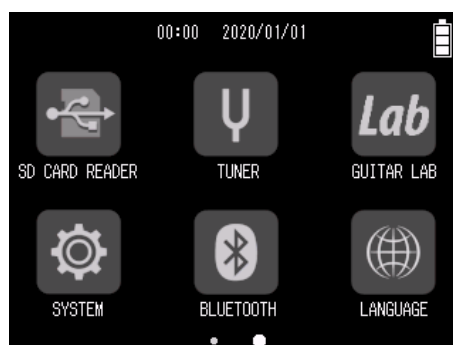 00:00 2020/01/01
Lab
SD CARD READER TUNER GUITAR LAB
SYSTEM BLUETOOTH LANGUAGE